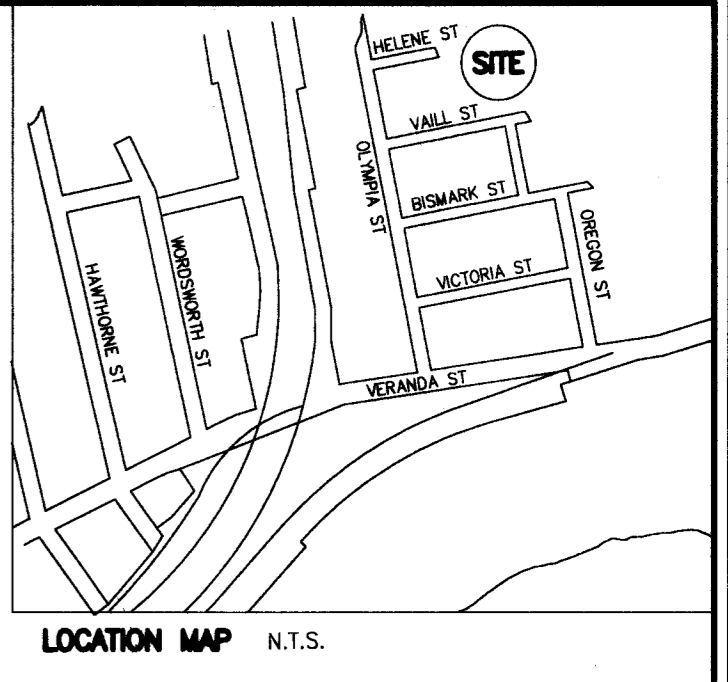 HELENE ST
SITE
VAILL ST
OLYMPIA ST
BISMARK ST
OREGON ST
WORDSWORTH ST
HAWTHORNE ST
VICTORIA ST
VERANDA ST
LOCATION MAP N.T.S.